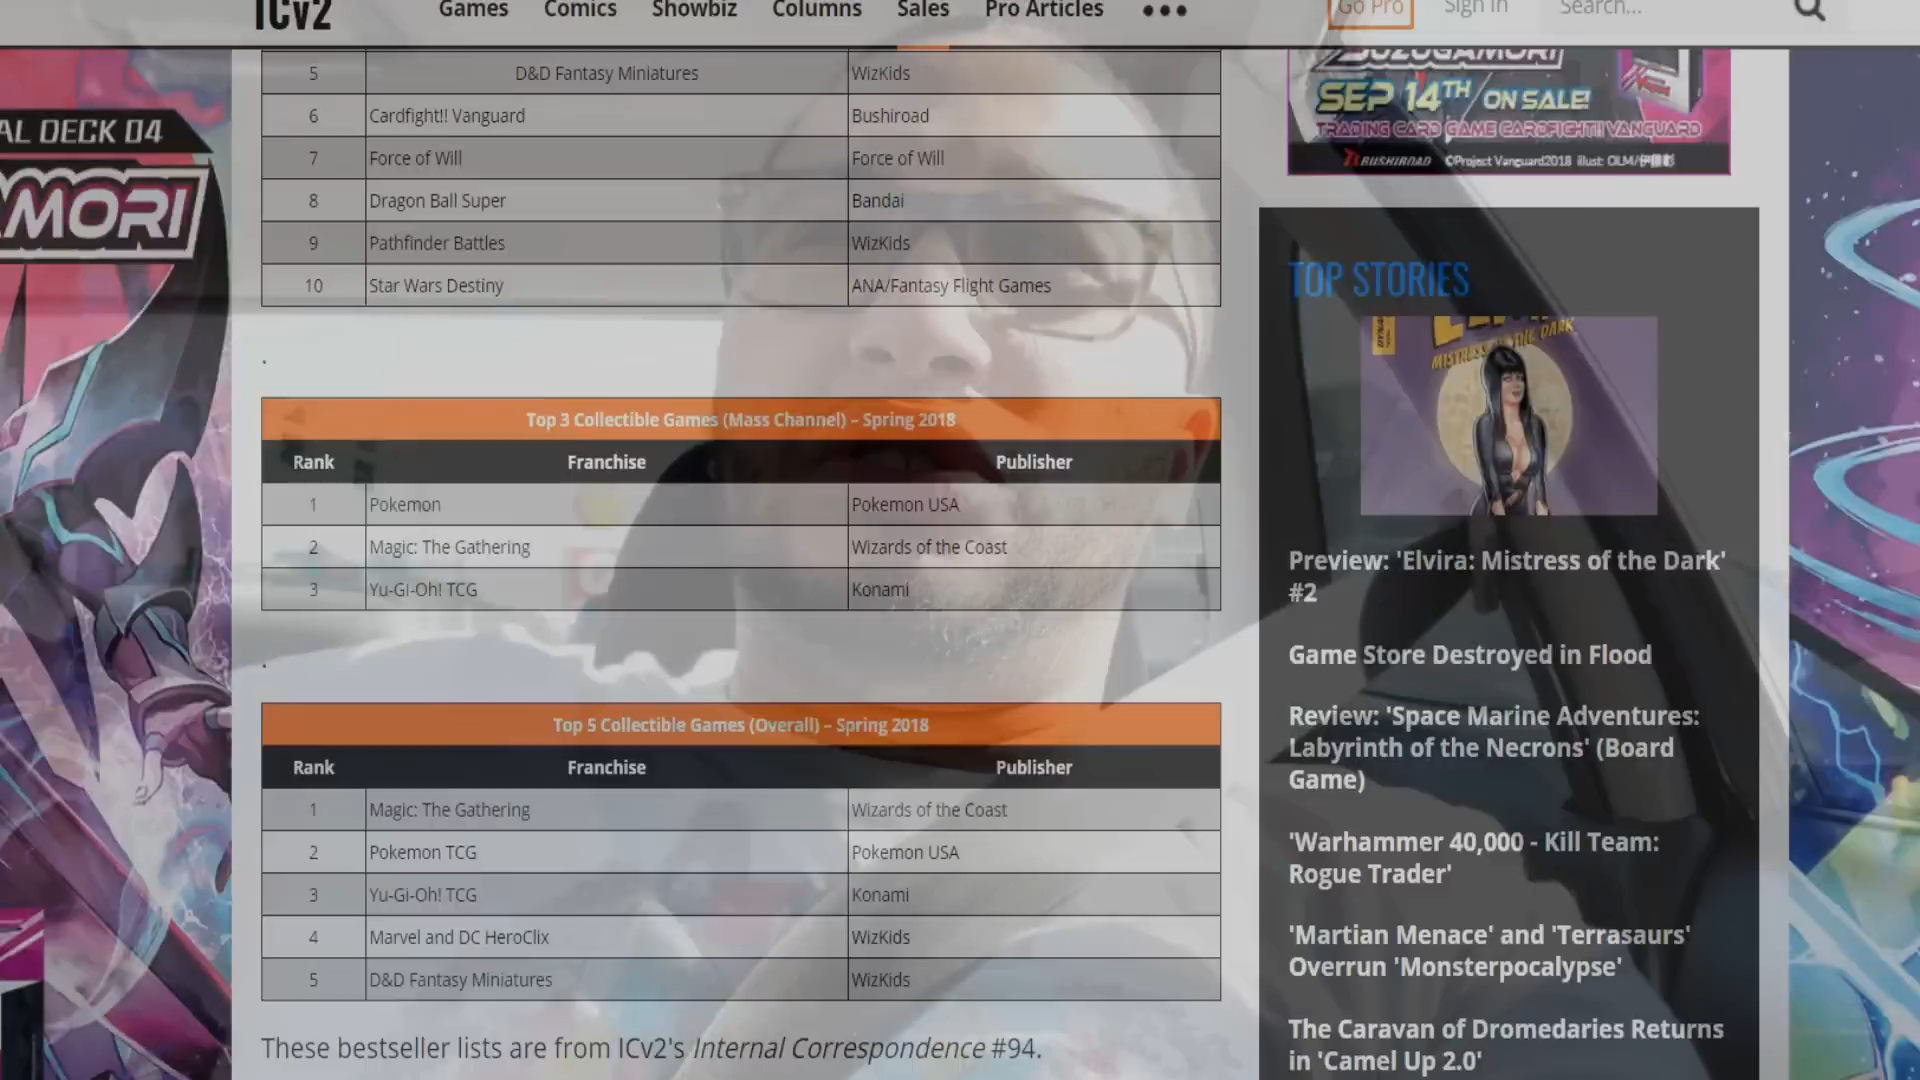 ICv2 Games Comics Showbiz Columns Sales Pro Articles ••• Go Pro Sign In Search...
AL DECK 04
AMORI
5 D&D Fantasy Miniatures WizKids
6 Cardfight!! Vanguard Bushiroad
7 Force of Will Force of Will
8 Dragon Ball Super Bandai
9 Pathfinder Battles WizKids
10 Star Wars Destiny ANA/Fantasy Flight Games
.
Top 3 Collectible Games (Mass Channel) – Spring 2018
Rank Franchise Publisher
1 Pokemon Pokemon USA
2 Magic: The Gathering Wizards of the Coast
3 Yu-Gi-Oh! TCG Konami
.
Top 5 Collectible Games (Overall) – Spring 2018
Rank Franchise Publisher
1 Magic: The Gathering Wizards of the Coast
2 Pokemon TCG Pokemon USA
3 Yu-Gi-Oh! TCG Konami
4 Marvel and DC HeroClix WizKids
5 D&D Fantasy Miniatures WizKids
These bestseller lists are from ICv2's Internal Correspondence #94.
SUZUGAMORI
SEP 14TH ON SALE!
TRADING CARD GAME CARDFIGHT!! VANGUARD
BUSHIROAD ©Project Vanguard2018 illust: DLM/伊藤彰
TOP STORIES
MISTRESS OF THE DARK
Preview: 'Elvira: Mistress of the Dark'
#2
Game Store Destroyed in Flood
Review: 'Space Marine Adventures:
Labyrinth of the Necrons' (Board
Game)
'Warhammer 40,000 - Kill Team:
Rogue Trader'
'Martian Menace' and 'Terrasaurs'
Overrun 'Monsterpocalypse'
The Caravan of Dromedaries Returns
in 'Camel Up 2.0'